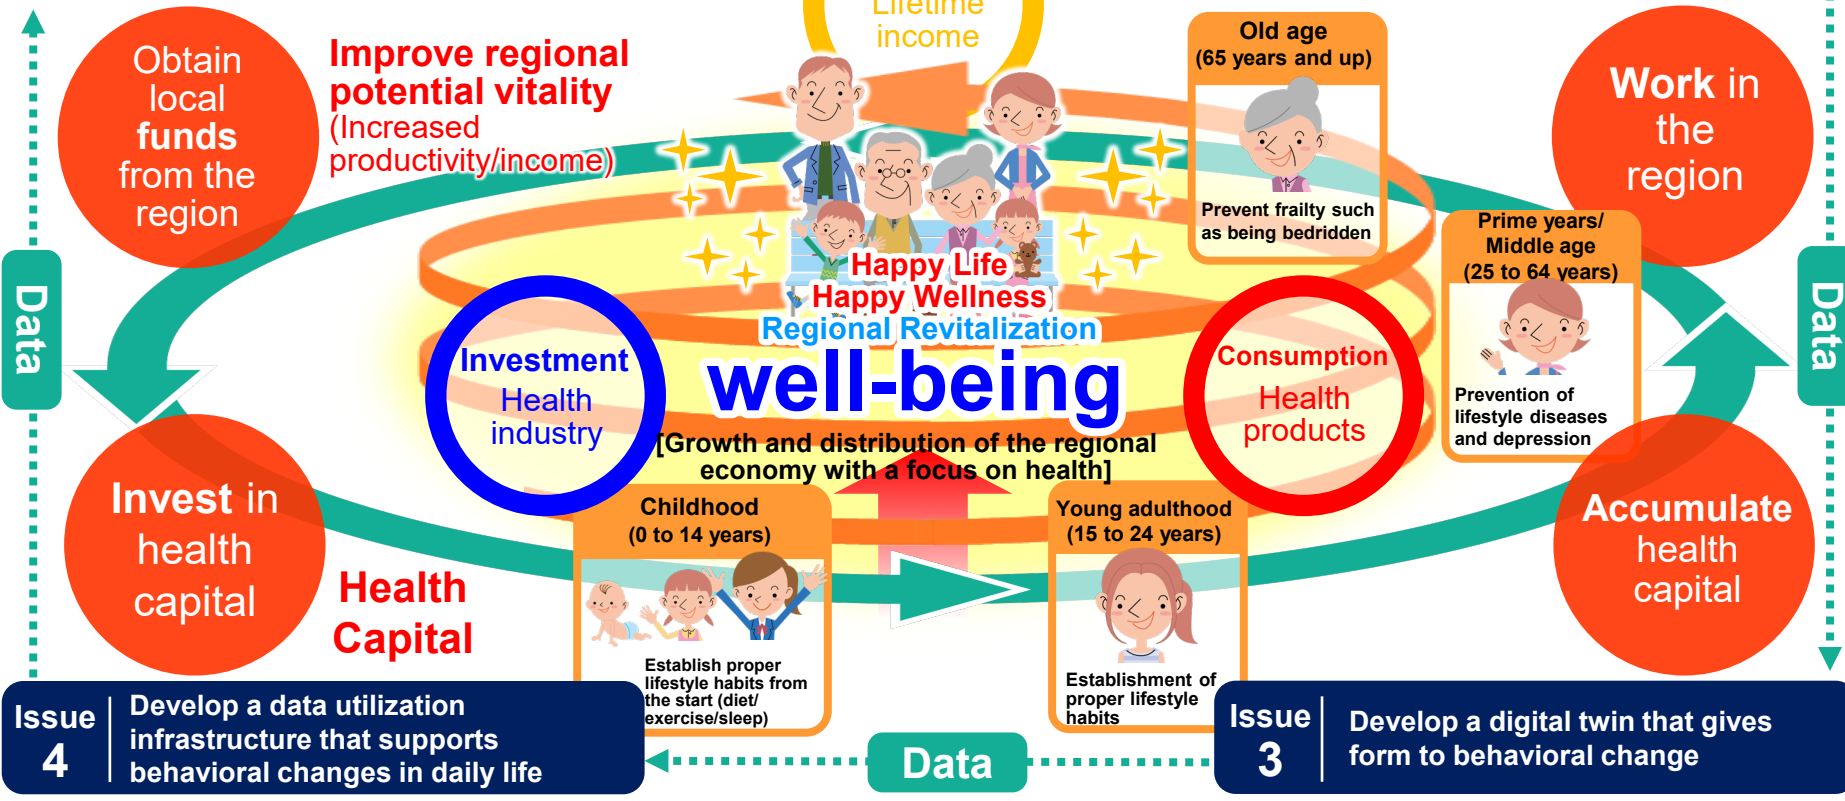 Lifetime
income
Obtain
local
funds
from the
region
Improve regional
potential vitality
(Increased
productivity/income)
Old age
(65 years and up)
Prevent frailty such
as being bedridden
Work in
the
region
Prime years/
Middle age
(25 to 64 years)
Prevention of
lifestyle diseases
and depression
Data
Data
Happy Life
Happy Wellness
Regional Revitalization
well-being
[Growth and distribution of the regional
economy with a focus on health]
Investment
Health
industry
Consumption
Health
products
Invest in
health
capital
Health
Capital
Childhood
(0 to 14 years)
Establish proper
lifestyle habits from
the start (diet/
exercise/sleep)
Young adulthood
(15 to 24 years)
Establishment of
proper lifestyle
habits
Accumulate
health
capital
Issue
4
Develop a data utilization
infrastructure that supports
behavioral changes in daily life
Data
Issue
3
Develop a digital twin that gives
form to behavioral change